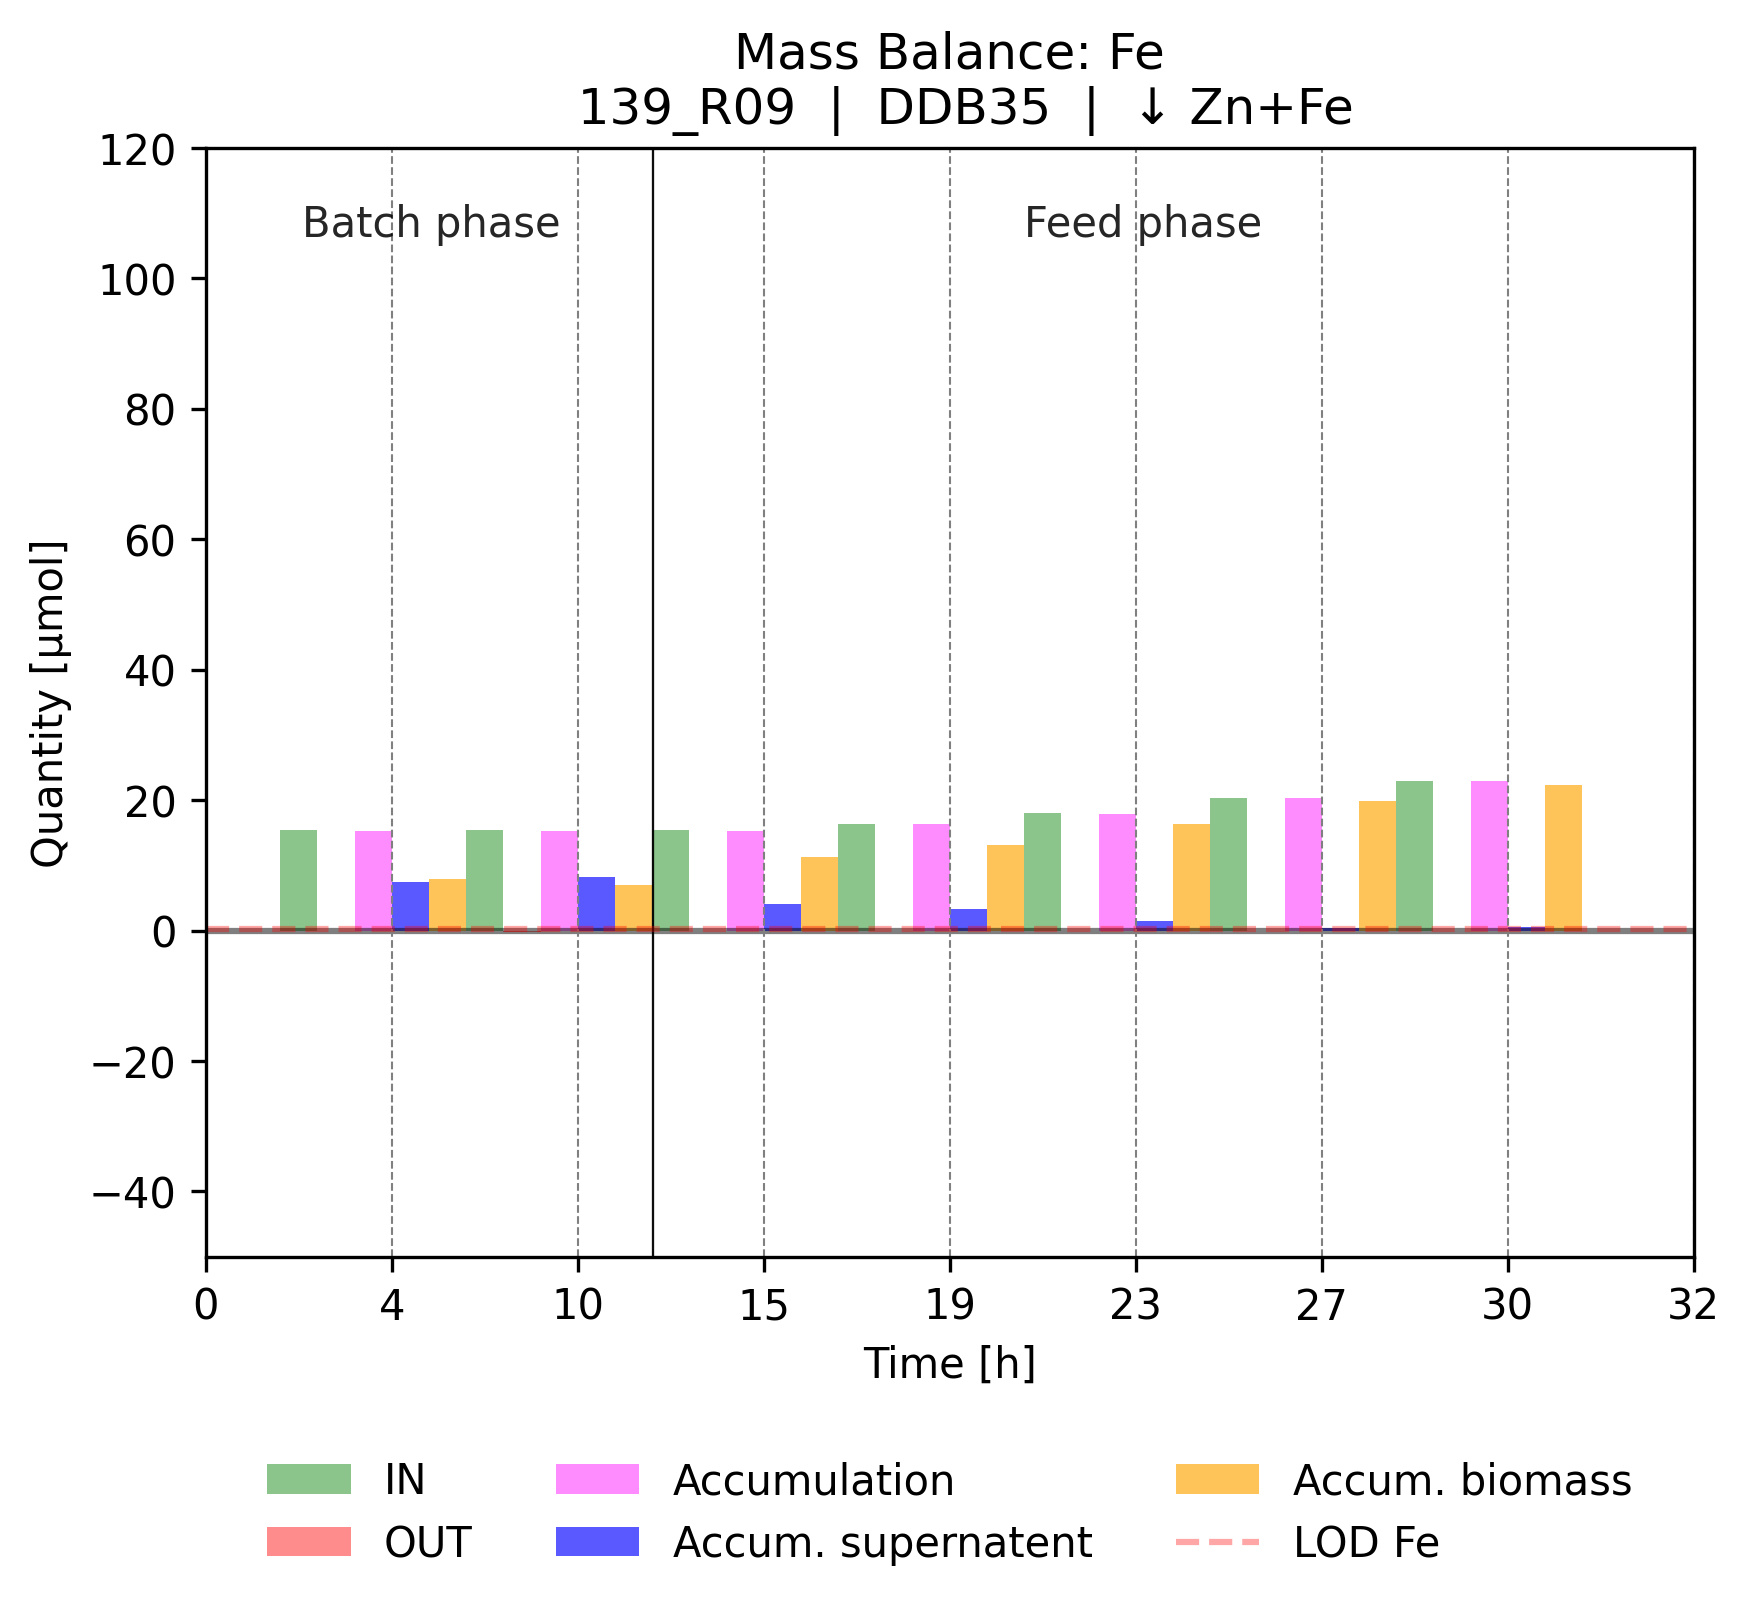 Mass Balance: Fe
139_R09 | DDB35 | ↓ Zn+Fe
120
100
80
60
40
20
0
−20
−40
Quantity [µmol]
Batch phase
Feed phase
0 4 10 15 19 23 27 30 32
Time [h]
IN
OUT
Accumulation
Accum. supernatent
Accum. biomass
LOD Fe